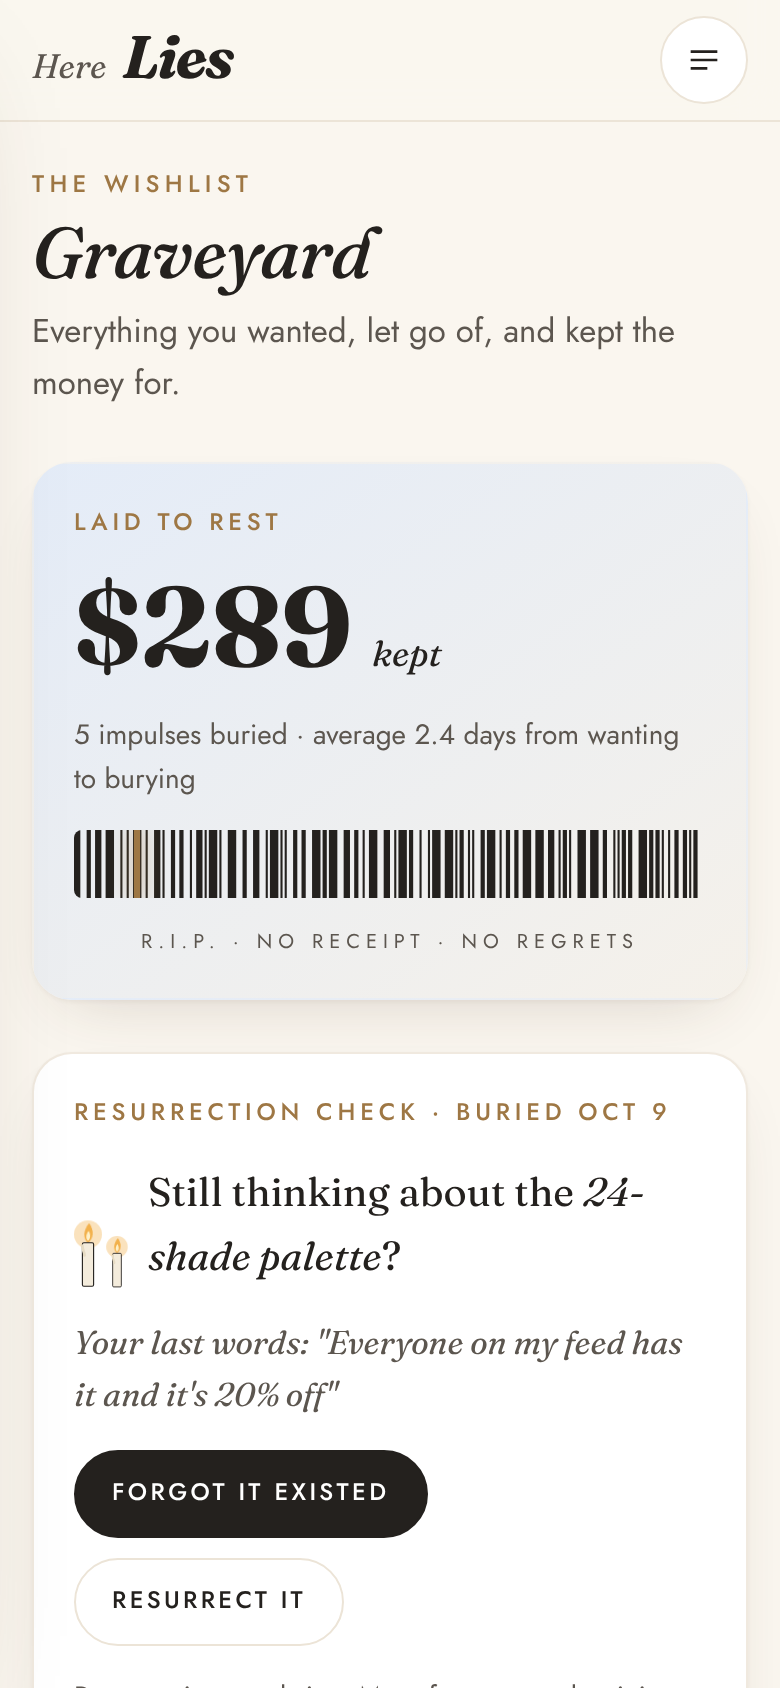 Here Lies
THE WISHLIST
Graveyard
Everything you wanted, let go of, and kept the
money for.
LAID TO REST
$289 kept
5 impulses buried · average 2.4 days from wanting
to burying
R.I.P. · NO RECEIPT · NO REGRETS
RESURRECTION CHECK · BURIED OCT 9
Still thinking about the 24-
shade palette?
Your last words: "Everyone on my feed has
it and it's 20% off"
FORGOT IT EXISTED
RESURRECT IT